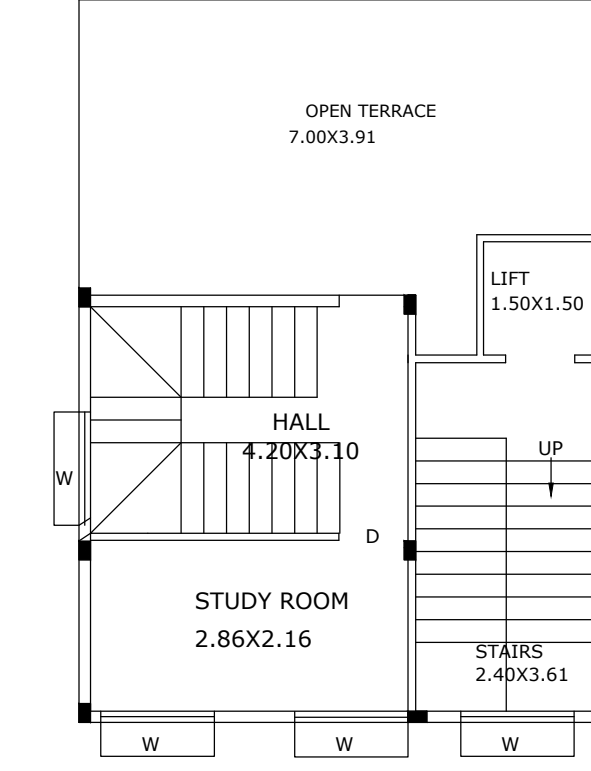 OPEN TERRACE
7.00X3.91
LIFT
1.50X1.50
HALL
4.20X3.10
UP
W
D
STUDY ROOM
2.86X2.16
STAIRS
2.40X3.61
W
W
W